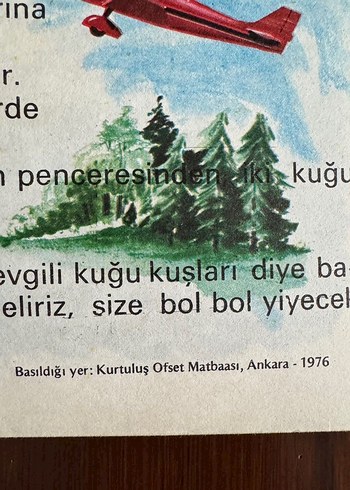 r.
rde
penceresinden iki kuğu
evgili kuğu kuşları diye ba-
eliriz, size bol bol yiyecek
Basıldığı yer: Kurtuluş Ofset Matbaası, Ankara - 1976